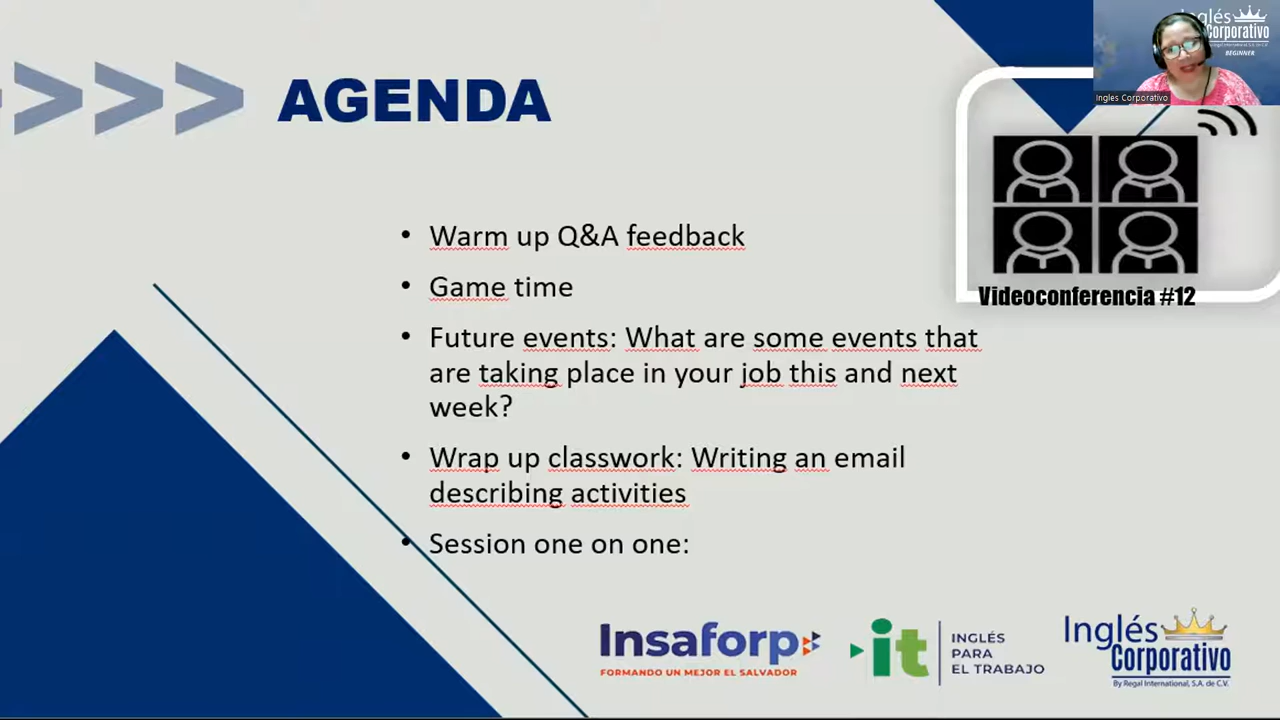 AGENDA
Inglés
Corporativo
BEGINNER
Ingles Corporativo
Videoconferencia #12
• Warm up Q&A feedback
• Game time
• Future events: What are some events that
are taking place in your job this and next
week?
• Wrap up classwork: Writing an email
describing activities
• Session one on one:
Insaforp
FORMANDO UN MEJOR EL SALVADOR
it
INGLÉS
PARA
EL TRABAJO
Inglés
Corporativo
By Regal International, S.A. de C.V.